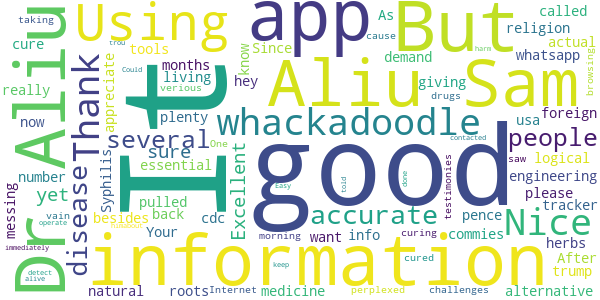 Using
app
But
Dr Aliu
Aliu Sam
It
good
information
Thank
whackadoodle
several
sure
people
Nice
accurate
disease
Excellent
essential
Syphilis
appreciate
living
months
plenty
pulled
back
cdc
yet
number
now
really
cure
taking
tools
Since
hey
know
As
called
religion
demand
giving
whatsapp
actual
cause
drugs
foreign
usa
logical
engineering
please
tracker
herbs
After
trump
alternative
commies
pence
info
want
morning
Your
besides
vain
operate
immediately
messing
detect
alive
natural
roots
Internet
medicine
perplexed
challenges
keep
cured
curing
contacted
testimonies
saw
browsing
harm
told
done
Easy
One
verious
Could
trou